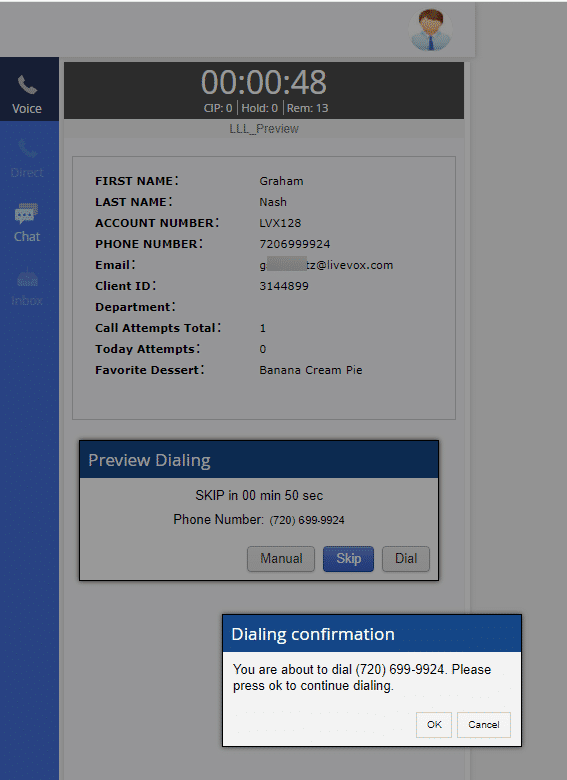 00:00:48
CIP: 0 | Hold: 0 | Rem: 13
Voice
LLL_Preview
Direct
Chat
Inbox
FIRST NAME: Graham
LAST NAME: Nash
ACCOUNT NUMBER: LVX128
PHONE NUMBER: 7206999924
Email: g tz@livevox.com
Client ID: 3144899
Department:
Call Attempts Total: 1
Today Attempts: 0
Favorite Dessert: Banana Cream Pie
Preview Dialing
SKIP in 00 min 50 sec
Phone Number: (720) 699-9924
Manual Skip Dial
Dialing confirmation
You are about to dial (720) 699-9924. Please
press ok to continue dialing.
OK Cancel